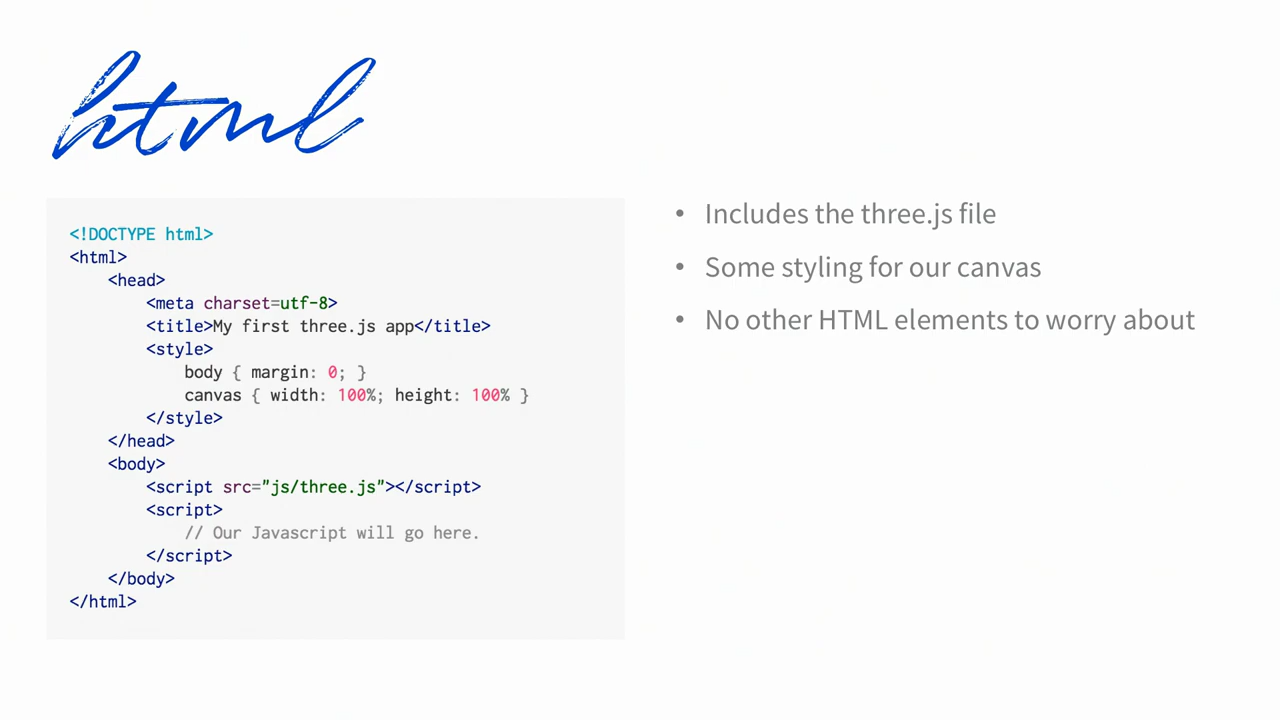 html
<!DOCTYPE html>
<html>
    <head>
        <meta charset=utf-8>
        <title>My first three.js app</title>
        <style>
            body { margin: 0; }
            canvas { width: 100%; height: 100% }
        </style>
    </head>
    <body>
        <script src="js/three.js"></script>
        <script>
            // Our Javascript will go here.
        </script>
    </body>
</html>
• Includes the three.js file
• Some styling for our canvas
• No other HTML elements to worry about